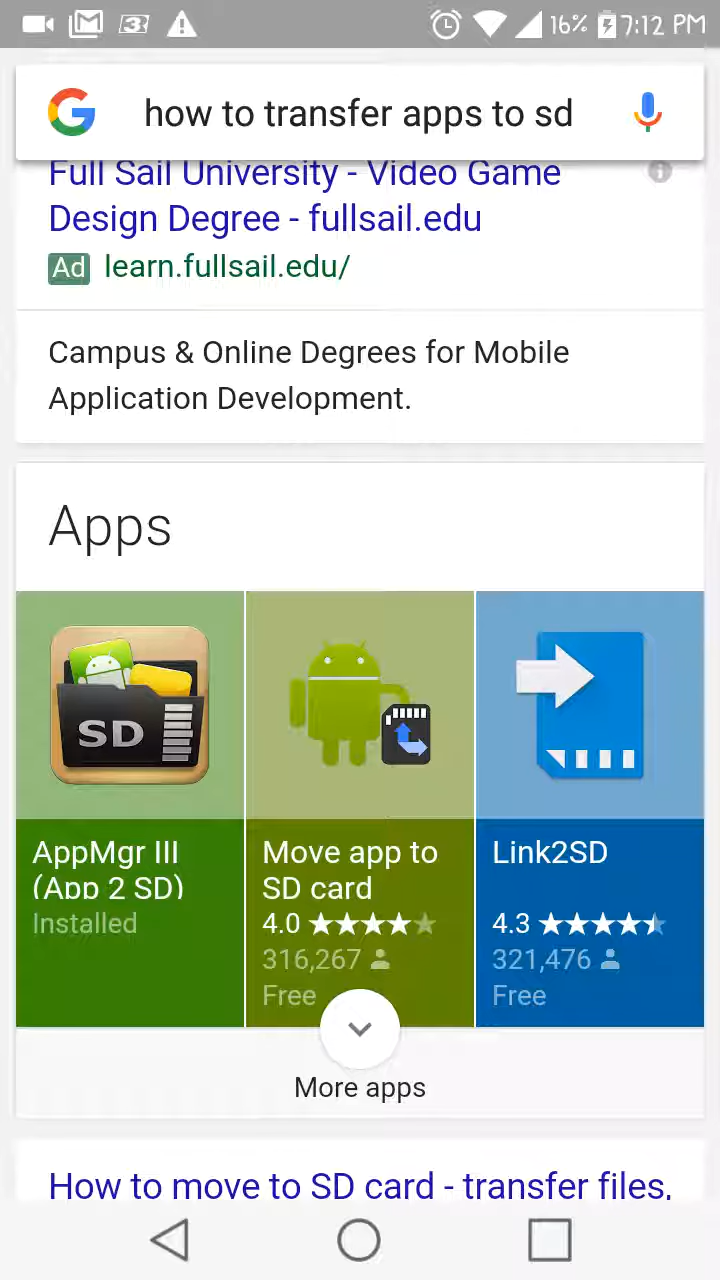 16% 7:12 PM
how to transfer apps to sd
Full Sail University - Video Game
Design Degree - fullsail.edu
Ad learn.fullsail.edu/
Campus & Online Degrees for Mobile
Application Development.
Apps
SD
AppMgr III
(App 2 SD)
Installed
Move app to
SD card
4.0
316,267
Free
Link2SD
4.3
321,476
Free
More apps
How to move to SD card - transfer files,